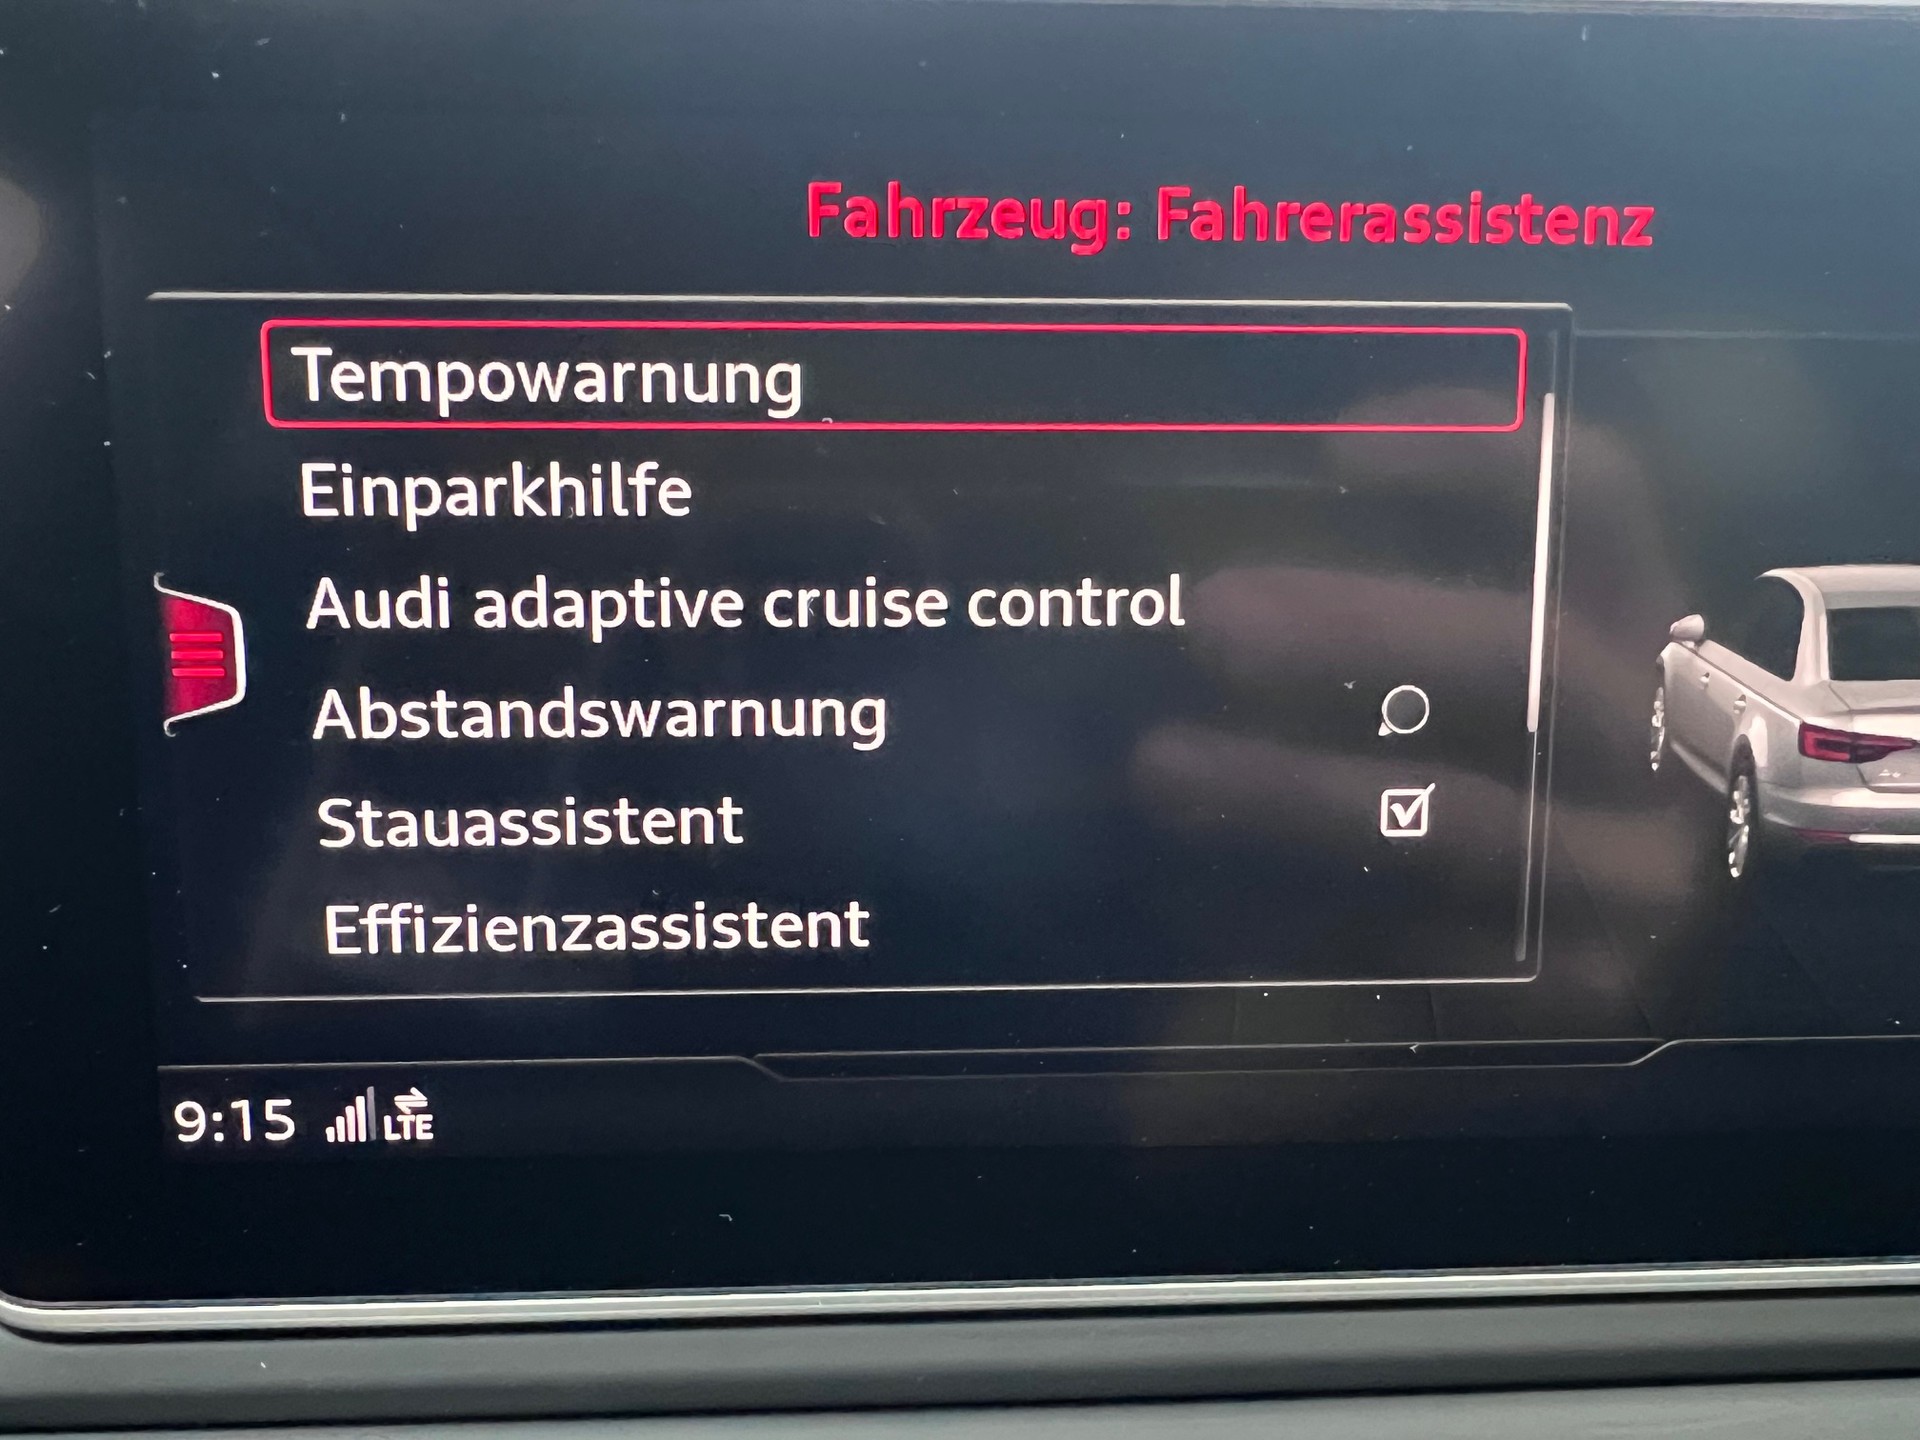 Fahrzeug: Fahrerassistenz
Tempowarnung
Einparkhilfe
Audi adaptive cruise control
Abstandswarnung
Stauassistent
Effizienzassistent
9:15 LTE